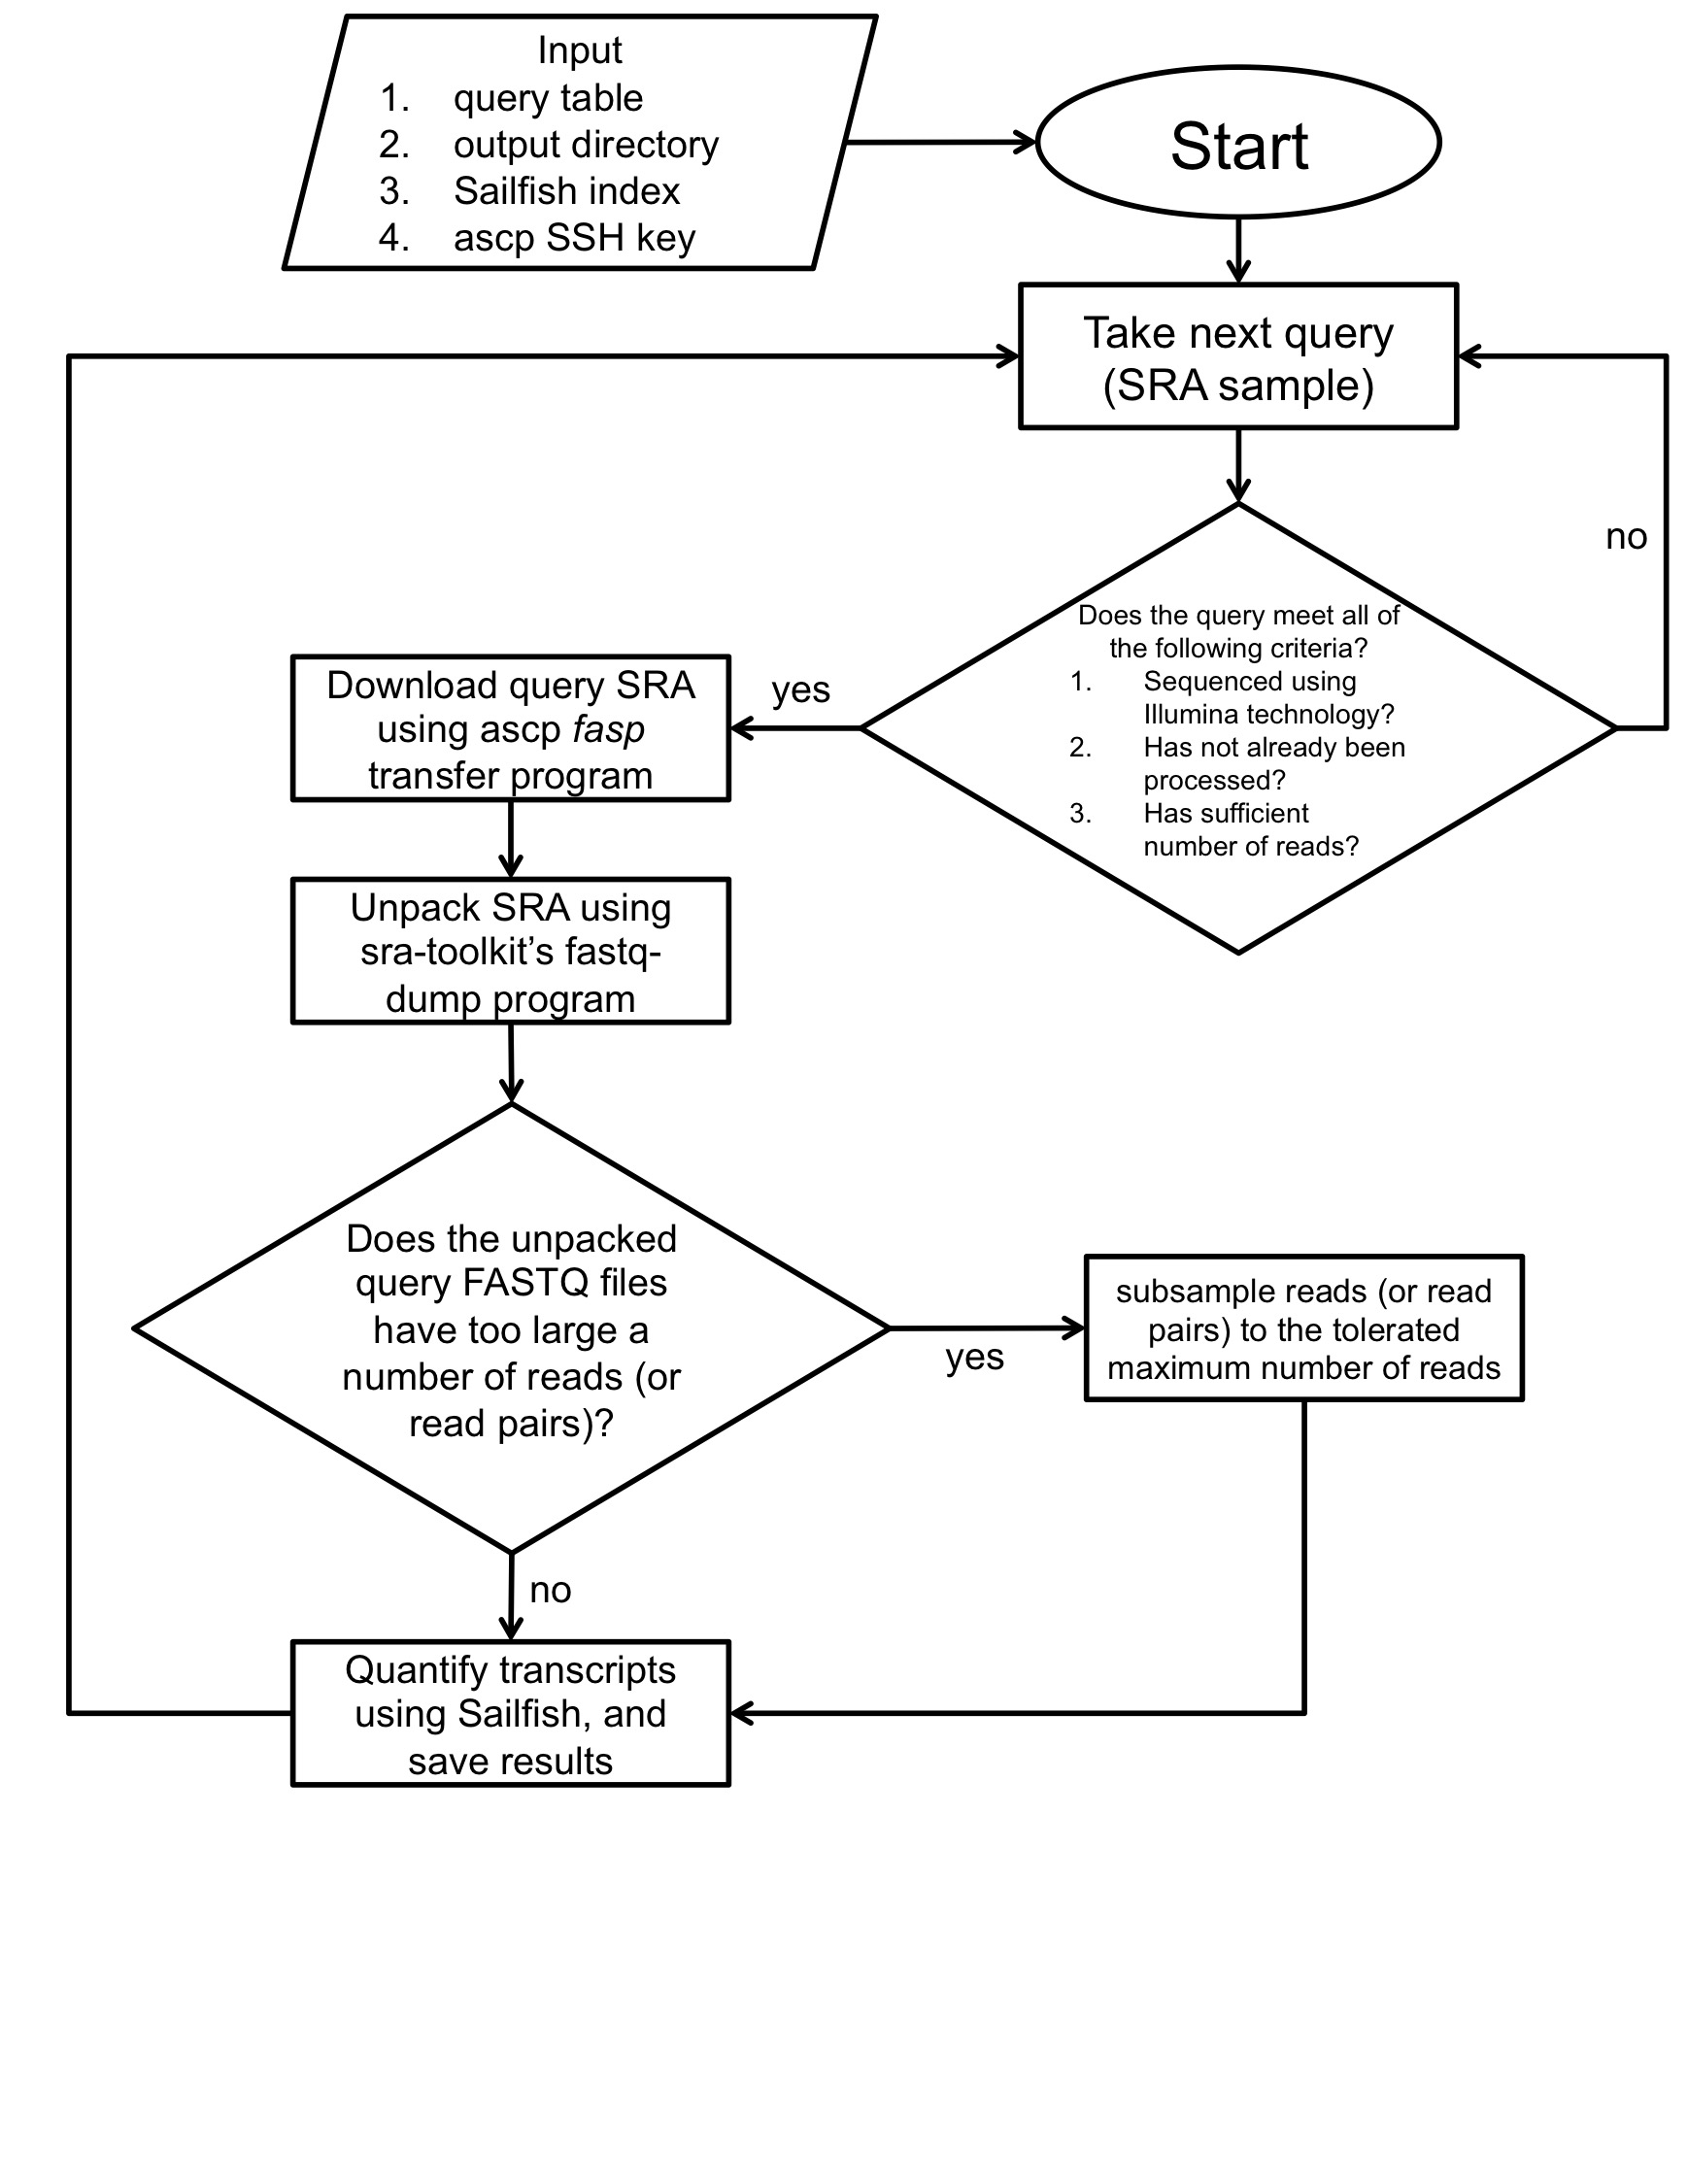 Input
1. query table
2. output directory
3. Sailfish index
4. ascp SSH key
Start
Take next query
(SRA sample)
no
Does the query meet all of
the following criteria?
1. Sequenced using
Illumina technology?
2. Has not already been
processed?
3. Has sufficient
number of reads?
yes
Download query SRA
using ascp fasp
transfer program
Unpack SRA using
sra-toolkit’s fastq-
dump program
Does the unpacked
query FASTQ files
have too large a
number of reads (or
read pairs)?
yes
subsample reads (or read
pairs) to the tolerated
maximum number of reads
no
Quantify transcripts
using Sailfish, and
save results